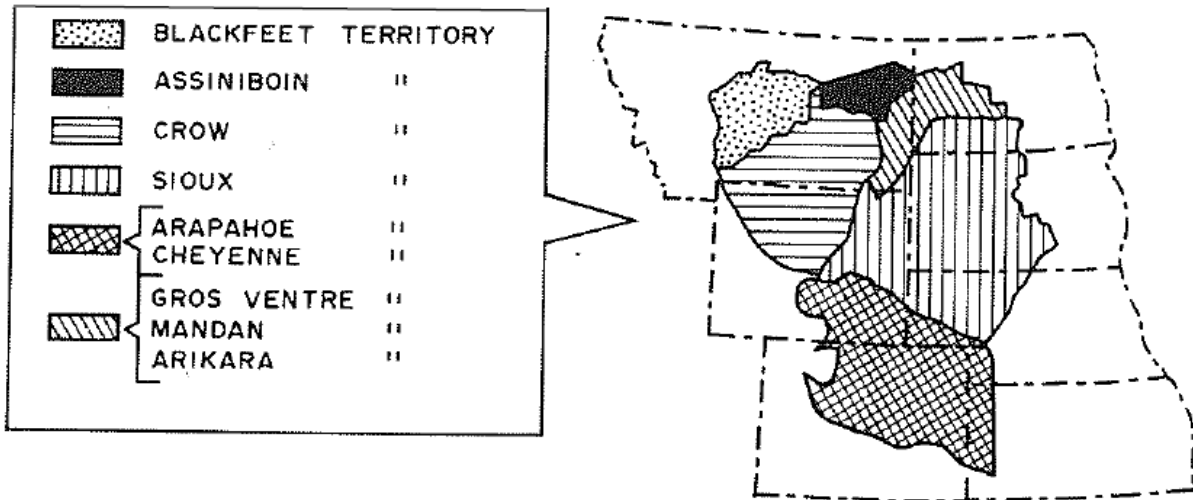 BLACKFEET TERRITORY
ASSINIBOIN "
CROW "
SIOUX "
ARAPAHOE "
CHEYENNE "
GROS VENTRE "
MANDAN "
ARIKARA "